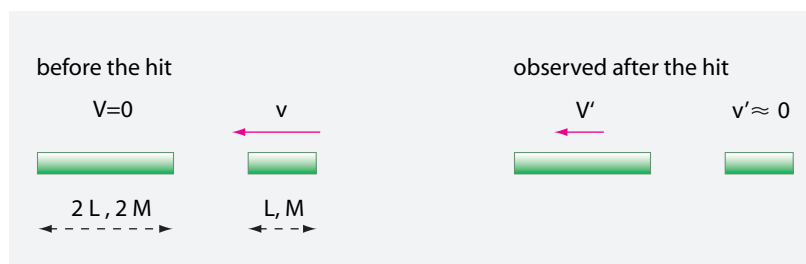 before the hit
V=0 v
2 L , 2 M L, M
observed after the hit
V‘ v’≈ 0